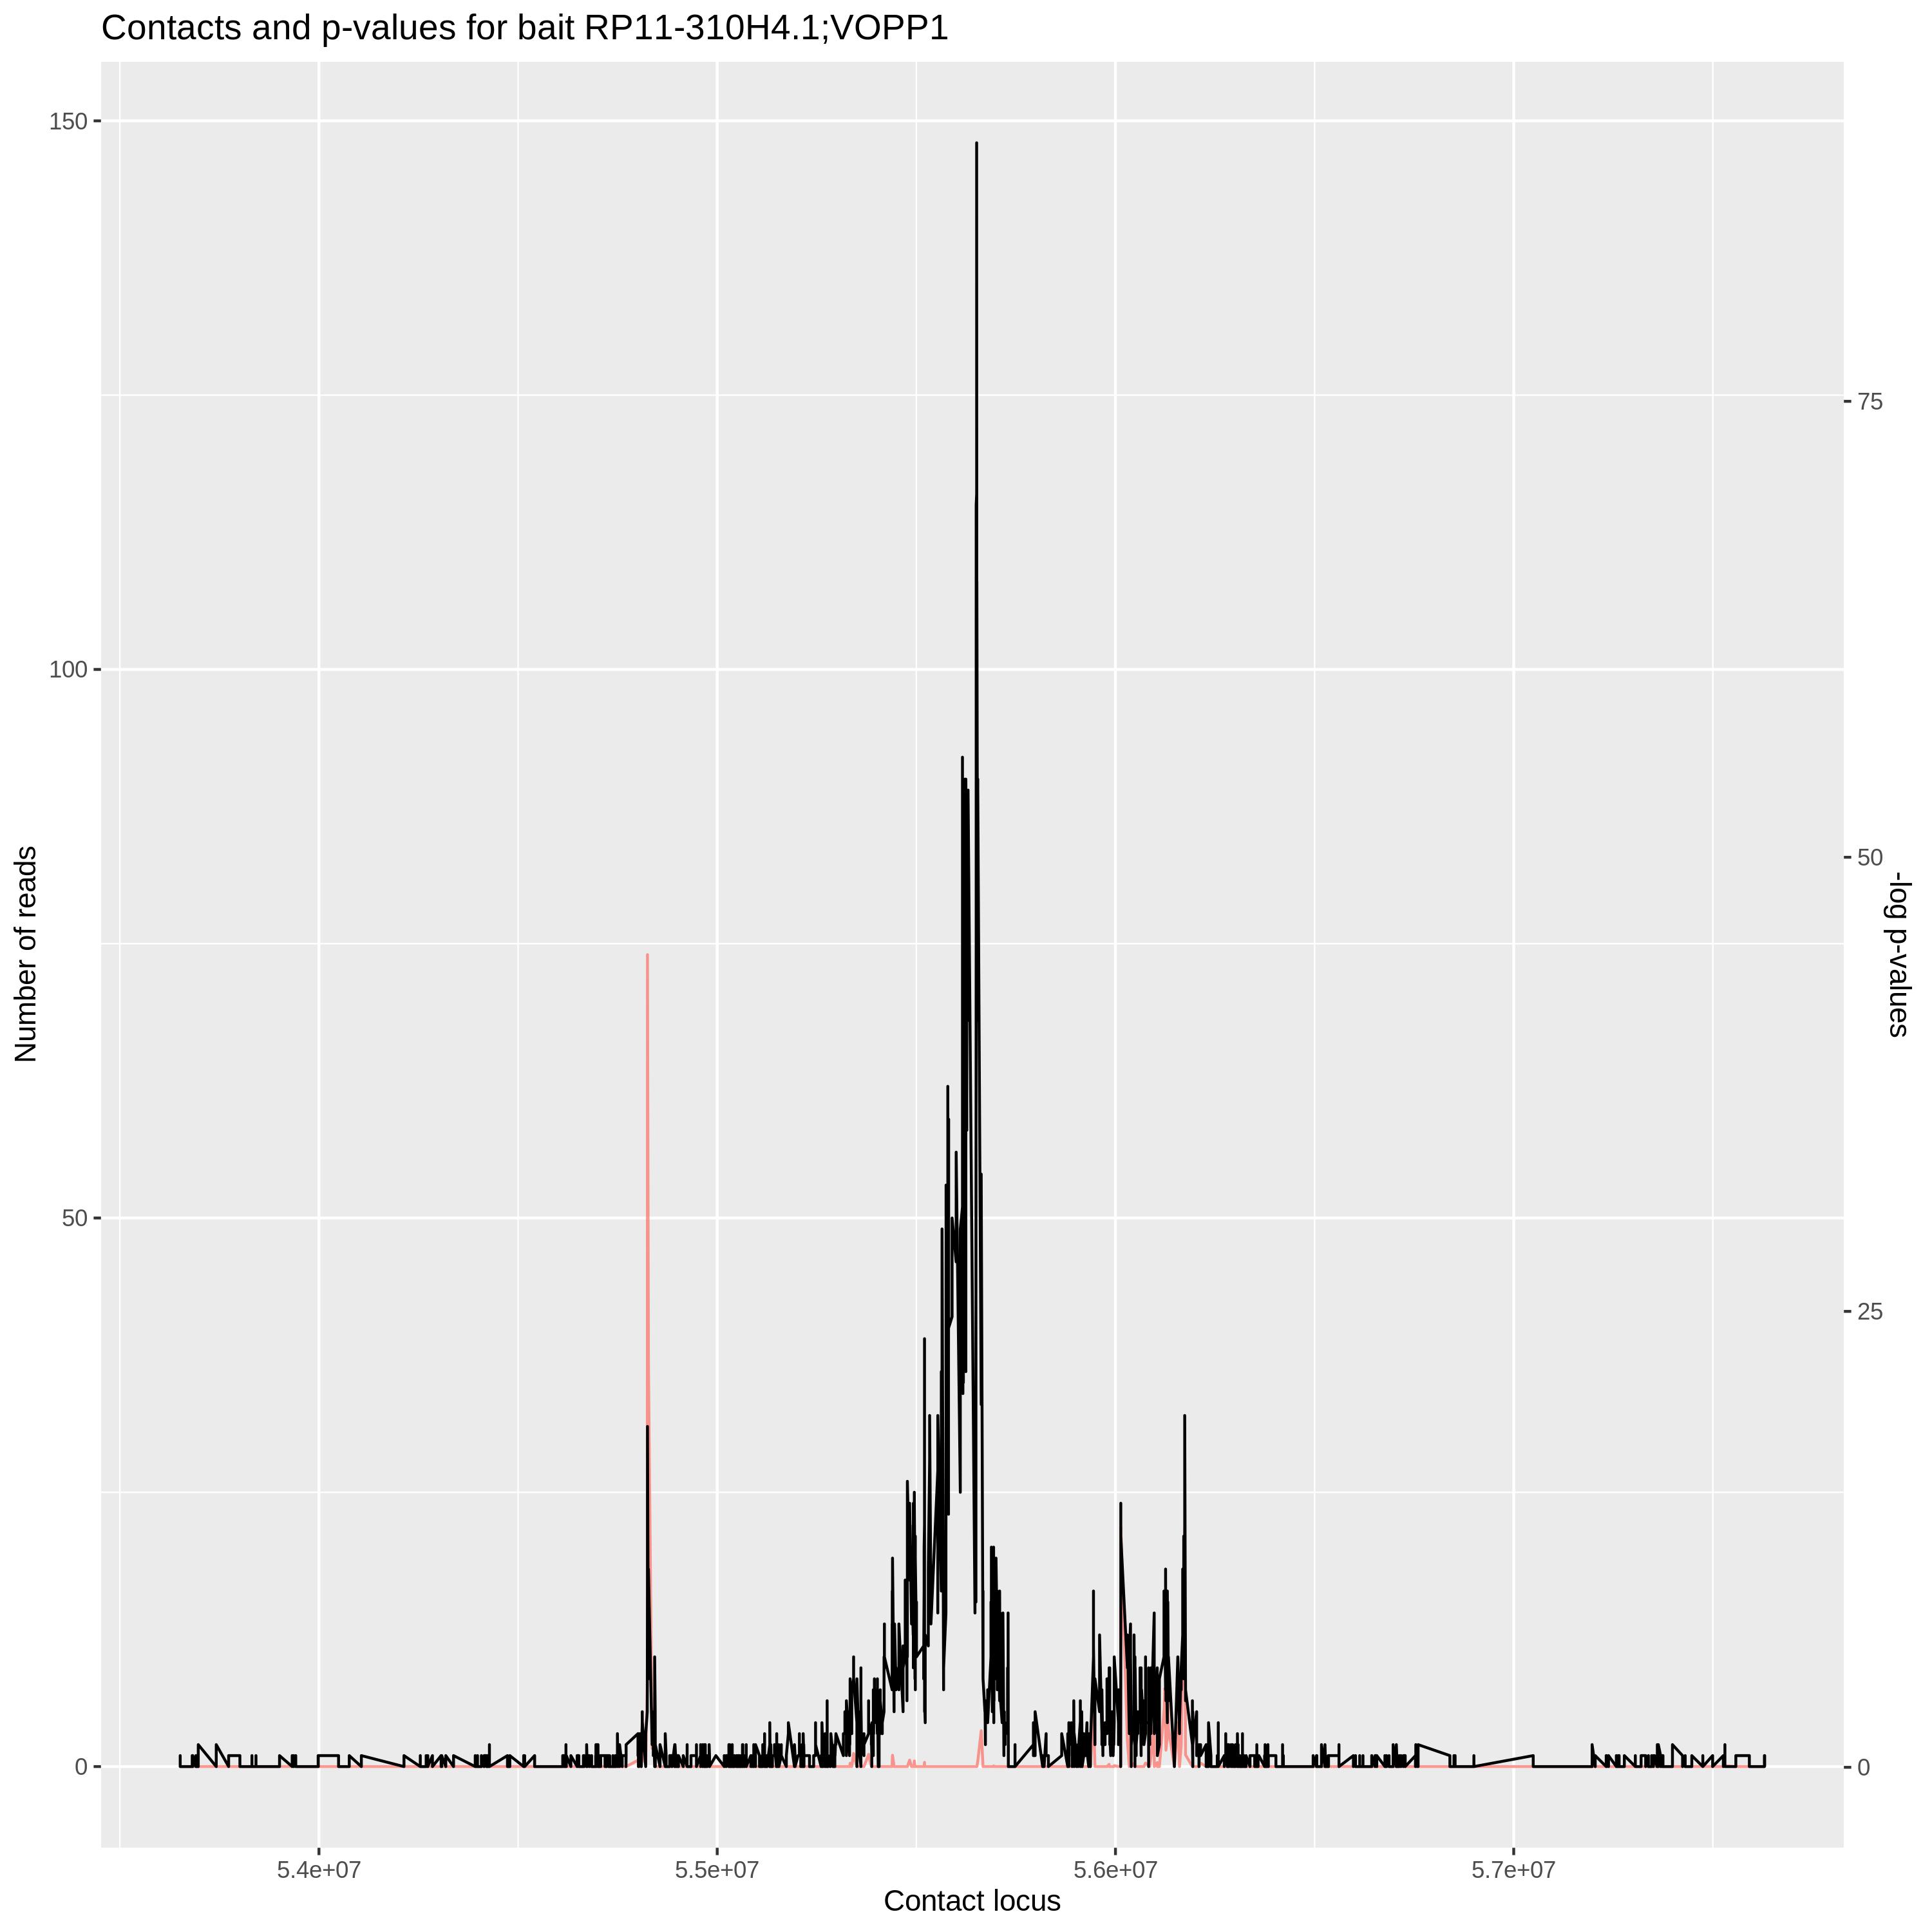 Contacts and p-values for bait RP11-310H4.1;VOPP1
150
100
50
0
Number of reads
75
50
25
0
-log p-values
5.4e+07
5.5e+07
5.6e+07
5.7e+07
Contact locus